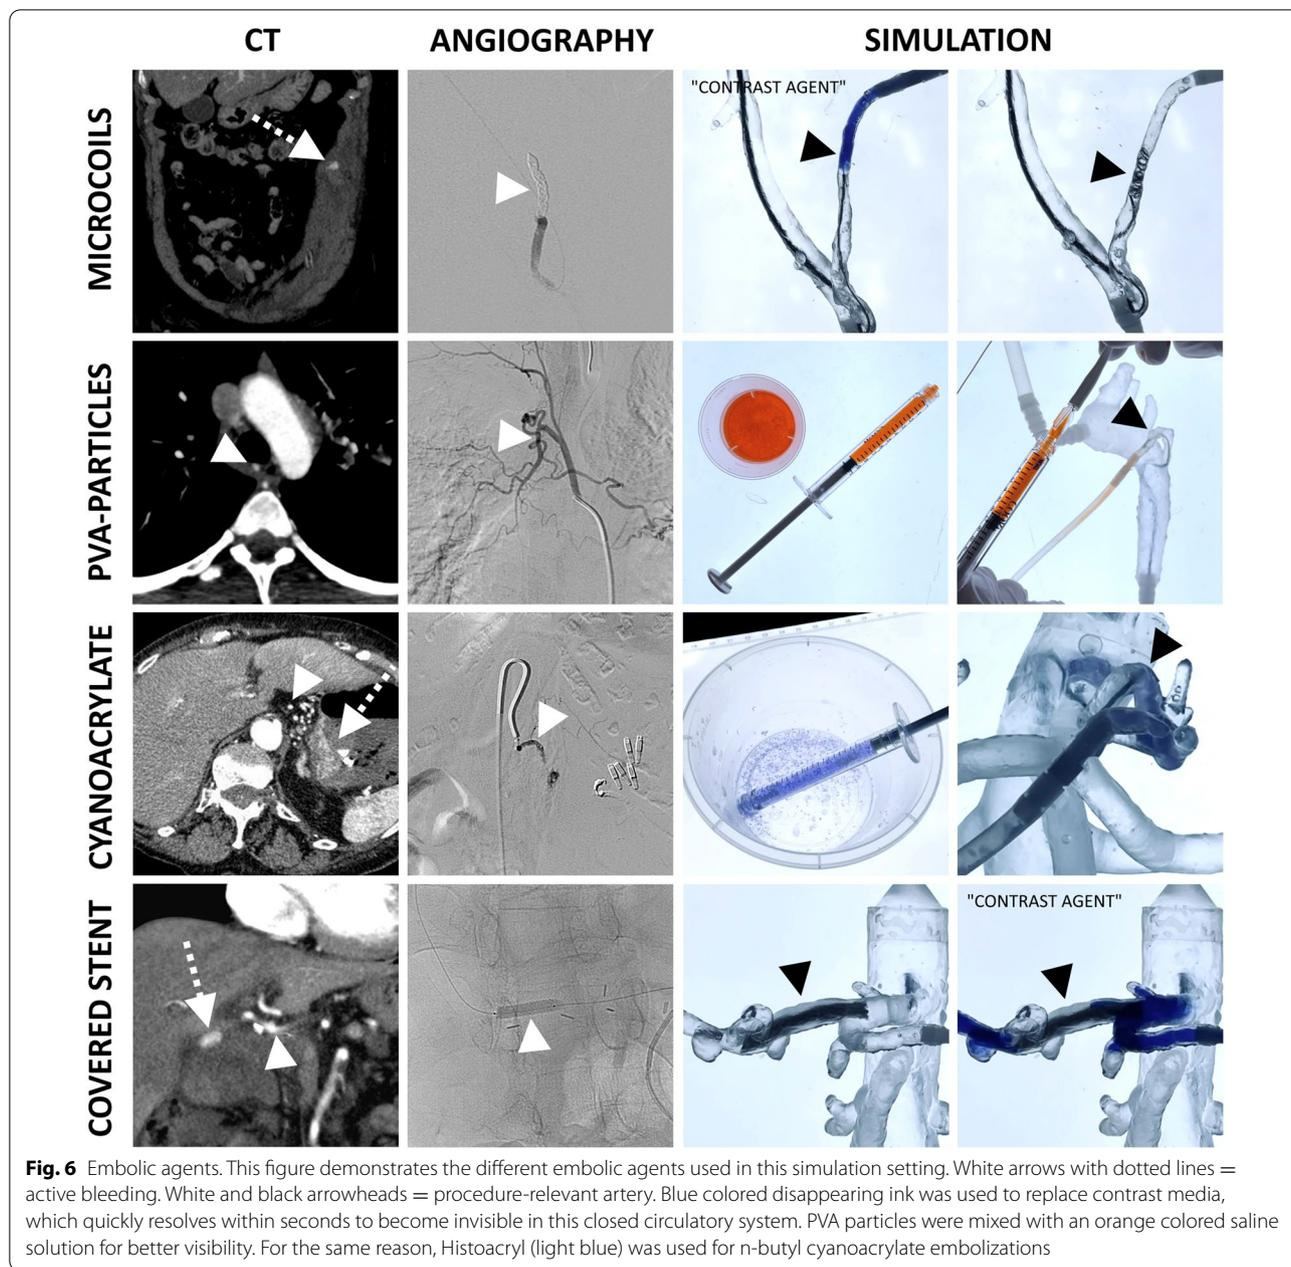 CT
ANGIOGRAPHY
SIMULATION
MICROCOILS
"CONTRAST AGENT"
PVA-PARTICLES
CYANOACRYLATE
COVERED STENT
"CONTRAST AGENT"
Fig. 6 Embolic agents. This figure demonstrates the different embolic agents used in this simulation setting. White arrows with dotted lines =
active bleeding. White and black arrowheads = procedure-relevant artery. Blue colored disappearing ink was used to replace contrast media,
which quickly resolves within seconds to become invisible in this closed circulatory system. PVA particles were mixed with an orange colored saline
solution for better visibility. For the same reason, Histoacryl (light blue) was used for n-butyl cyanoacrylate embolizations